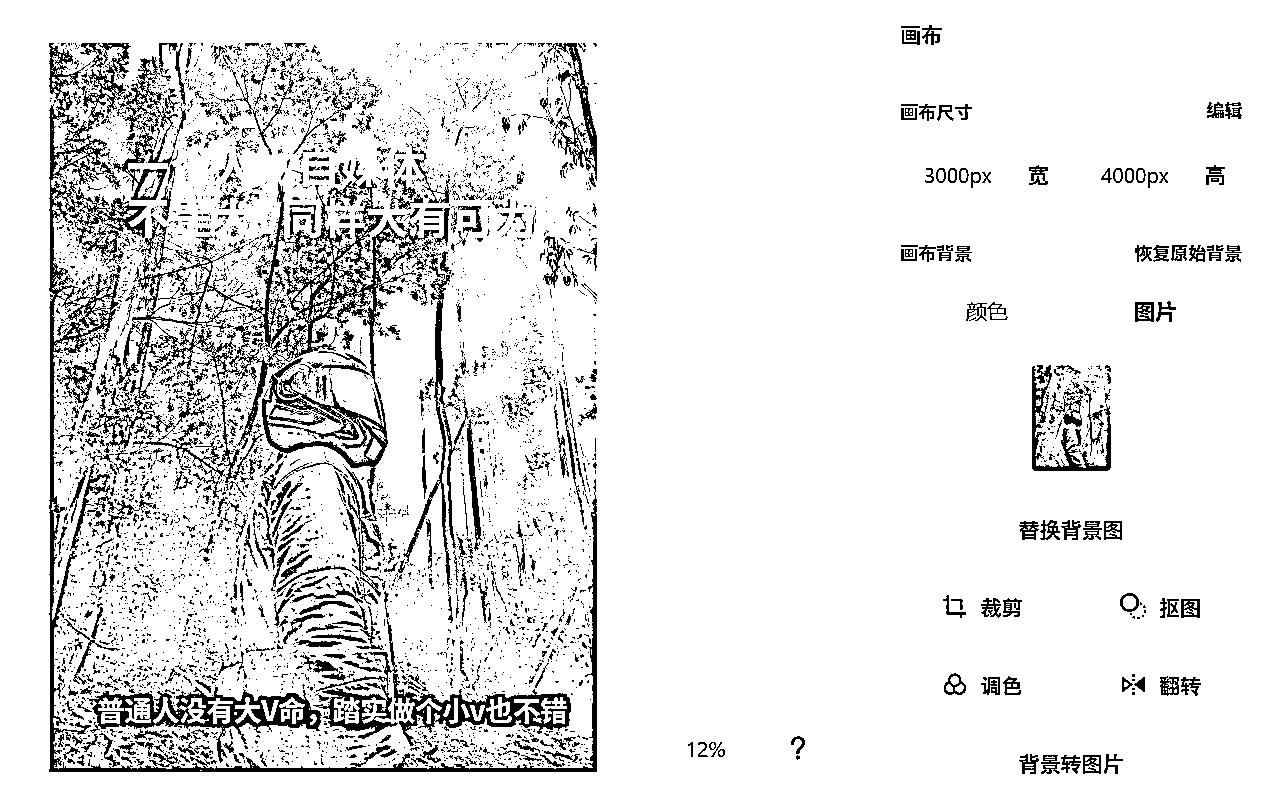 不是大 同样大有可为
普通人没有大V命，踏实做个小v也不错
12%
?
画布
画布尺寸 编辑
3000px 宽 4000px 高
画布背景 恢复原始背景
颜色 图片
替换背景图
裁剪 抠图
调色 翻转
背景转图片